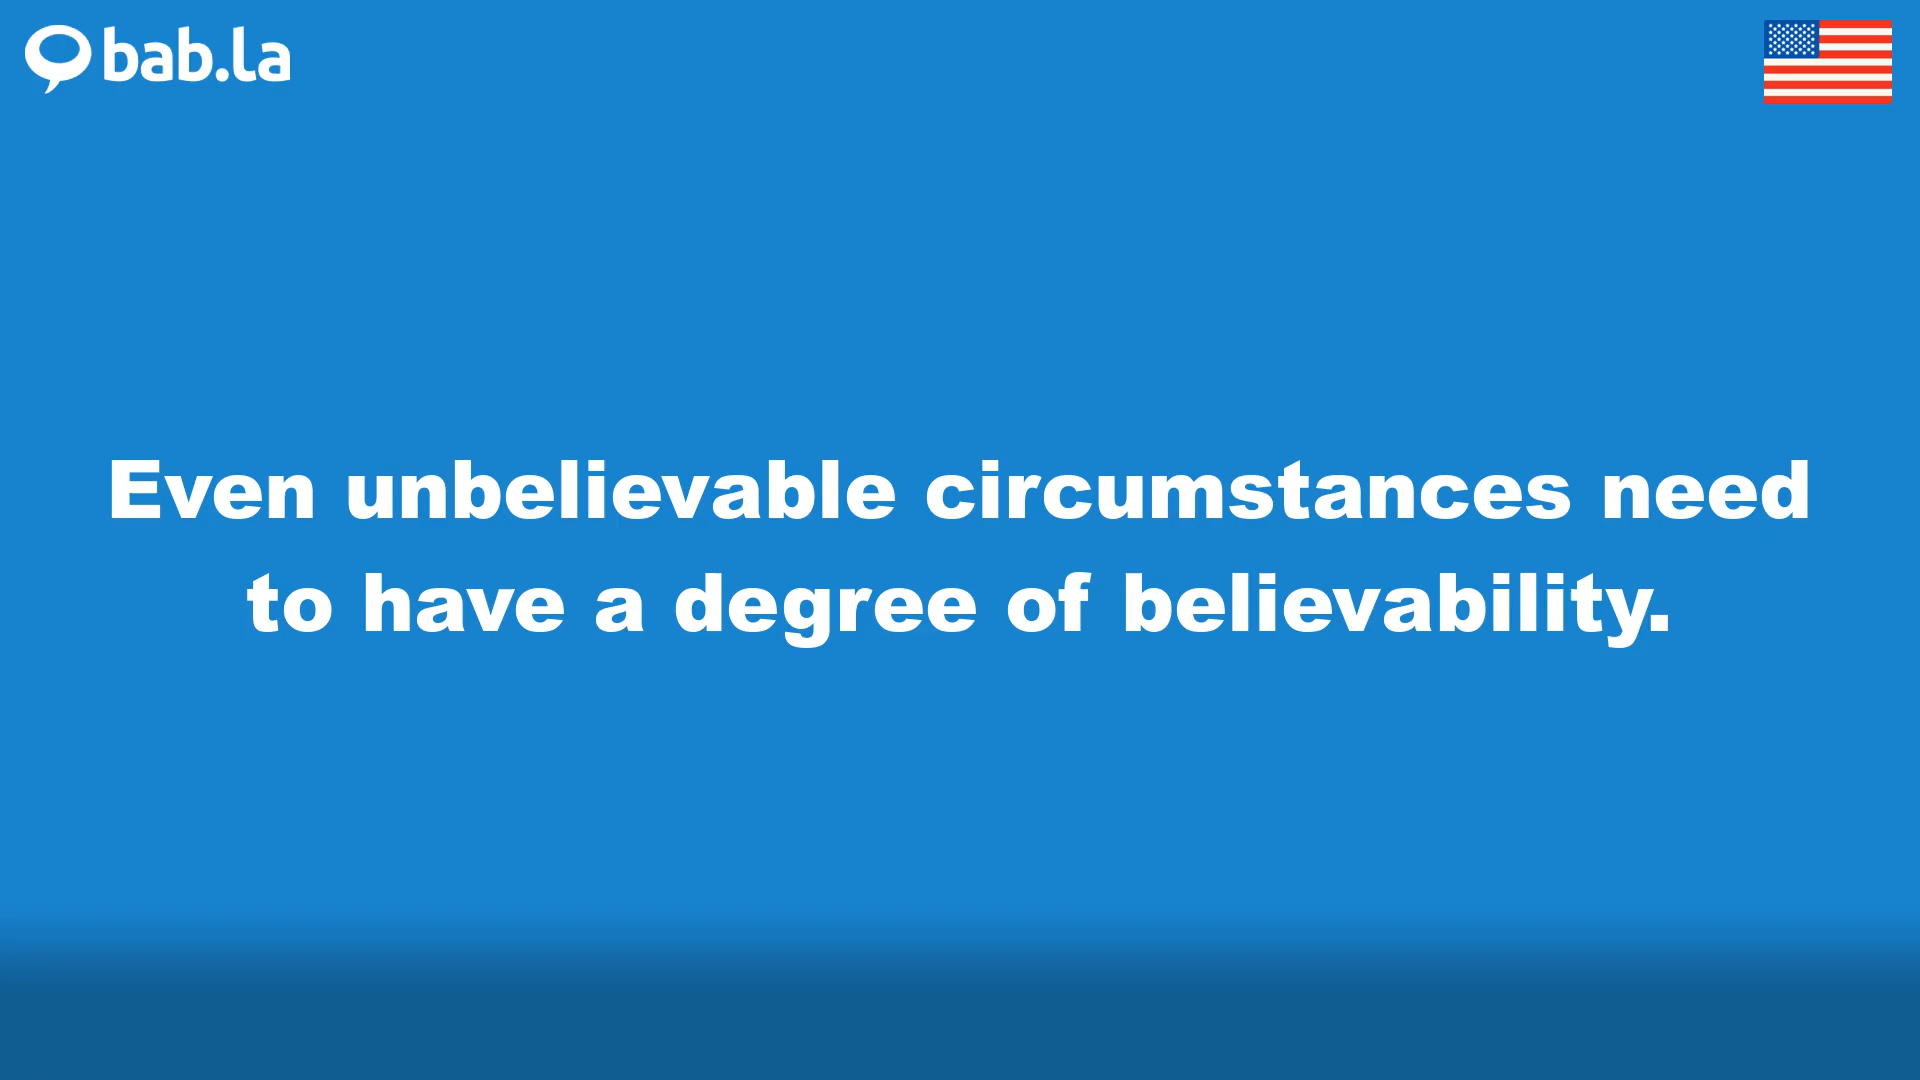 bab.la
Even unbelievable circumstances need
to have a degree of believability.